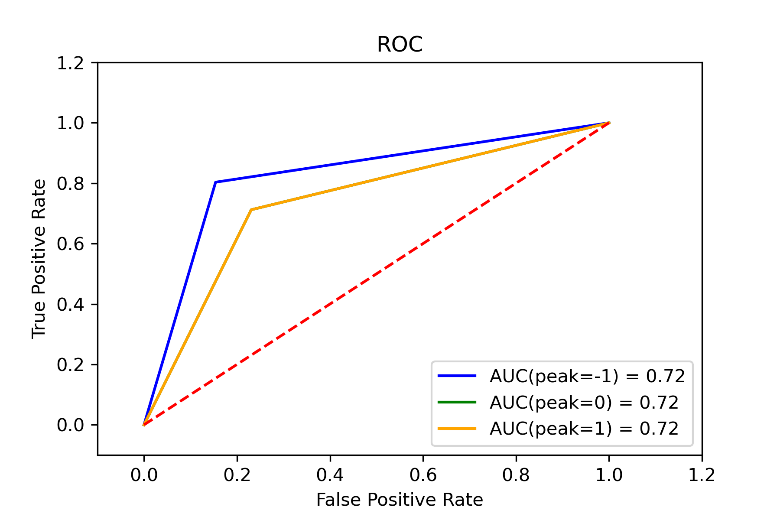 ROC
True Positive Rate
1.2
1.0
0.8
0.6
0.4
0.2
0.0
AUC(peak=-1) = 0.72
AUC(peak=0) = 0.72
AUC(peak=1) = 0.72
0.0 0.2 0.4 0.6 0.8 1.0 1.2
False Positive Rate